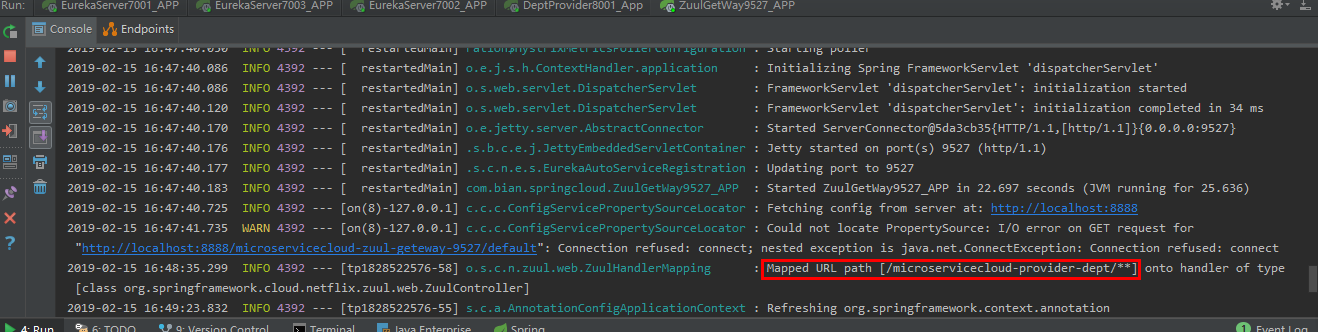 Run: EurekaServer7001_APP EurekaServer7003_APP EurekaServer7002_APP DeptProvider8001_App ZuulGetWay9527_APP
Console Endpoints
2019-02-15 16:47:40.050 INFO 4392 --- [ restartedMain] ration$HystrixMetricsPollerConfiguration : Starting poller
2019-02-15 16:47:40.086 INFO 4392 --- [ restartedMain] o.e.j.s.h.ContextHandler.application : Initializing Spring FrameworkServlet 'dispatcherServlet'
2019-02-15 16:47:40.086 INFO 4392 --- [ restartedMain] o.s.web.servlet.DispatcherServlet : FrameworkServlet 'dispatcherServlet': initialization started
2019-02-15 16:47:40.120 INFO 4392 --- [ restartedMain] o.s.web.servlet.DispatcherServlet : FrameworkServlet 'dispatcherServlet': initialization completed in 34 ms
2019-02-15 16:47:40.170 INFO 4392 --- [ restartedMain] o.e.jetty.server.AbstractConnector : Started ServerConnector@5da3cb35{HTTP/1.1,[http/1.1]}{0.0.0.0:9527}
2019-02-15 16:47:40.176 INFO 4392 --- [ restartedMain] .s.b.c.e.j.JettyEmbeddedServletContainer : Jetty started on port(s) 9527 (http/1.1)
2019-02-15 16:47:40.177 INFO 4392 --- [ restartedMain] .s.c.n.e.s.EurekaAutoServiceRegistration : Updating port to 9527
2019-02-15 16:47:40.183 INFO 4392 --- [ restartedMain] com.bian.springcloud.ZuulGetWay9527_APP : Started ZuulGetWay9527_APP in 22.697 seconds (JVM running for 25.636)
2019-02-15 16:47:40.725 INFO 4392 --- [on(8)-127.0.0.1] c.c.c.ConfigServicePropertySourceLocator : Fetching config from server at: http://localhost:8888
2019-02-15 16:47:41.735 WARN 4392 --- [on(8)-127.0.0.1] c.c.c.ConfigServicePropertySourceLocator : Could not locate PropertySource: I/O error on GET request for
"http://localhost:8888/microservicecloud-zuul-geteway-9527/default": Connection refused: connect; nested exception is java.net.ConnectException: Connection refused: connect
2019-02-15 16:48:35.299 INFO 4392 --- [tp1828522576-58] o.s.c.n.zuul.web.ZuulHandlerMapping : Mapped URL path [/microservicecloud-provider-dept/**] onto handler of type
[class org.springframework.cloud.netflix.zuul.web.ZuulController]
2019-02-15 16:49:23.832 INFO 4392 --- [tp1828522576-55] s.c.a.AnnotationConfigApplicationContext : Refreshing org.springframework.context.annotation
4: Run 6: TODO 9: Version Control Terminal Java Enterprise Spring 1 Event Log